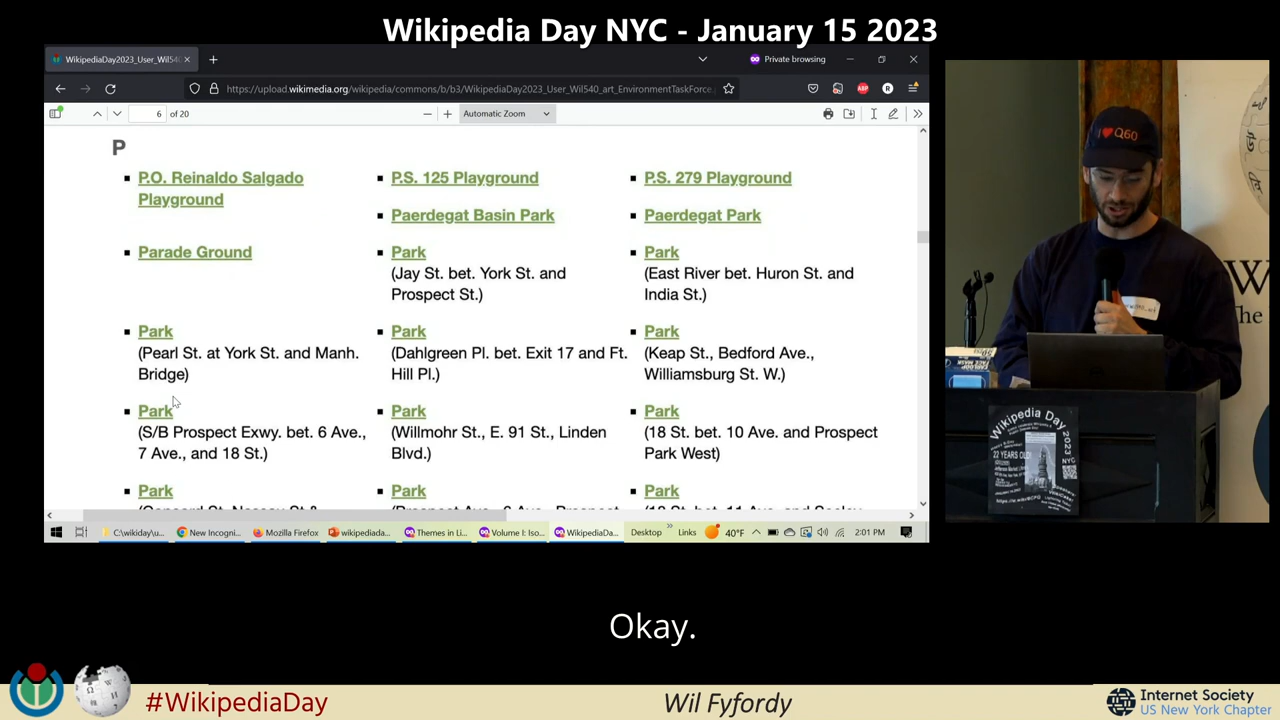 Wikipedia Day NYC - January 15 2023
WikipediaDay2023_User_Wil54
Private browsing
https://upload.wikimedia.org/wikipedia/commons/b/b3/WikipediaDay2023_User_Wil540_art_EnvironmentTaskForce.
6 of 20
Automatic Zoom
P
P.O. Reinaldo Salgado Playground
P.S. 125 Playground
P.S. 279 Playground
Paerdegat Basin Park
Paerdegat Park
Parade Ground
Park
(Jay St. bet. York St. and
Prospect St.)
Park
(East River bet. Huron St. and
India St.)
Park
(Pearl St. at York St. and Manh.
Bridge)
Park
(Dahlgreen Pl. bet. Exit 17 and Ft.
Hill Pl.)
Park
(Keap St., Bedford Ave.,
Williamsburg St. W.)
Park
(S/B Prospect Exwy. bet. 6 Ave.,
7 Ave., and 18 St.)
Park
(Willmohr St., E. 91 St., Linden
Blvd.)
Park
(18 St. bet. 10 Ave. and Prospect
Park West)
Park
Park
Park
C:\wikiday\u...
New Incogni...
Mozilla Firefox
wikipediada...
Themes in Li...
Volume I: Iso...
WikipediaDa...
Desktop
Links
40°F
2:01 PM
I ♥ Q60
W
The
Wikipedia Day 2023
22 YEARS OLD!
NYC
Okay.
#WikipediaDay
Wil Fyfordy
Internet Society
US New York Chapter